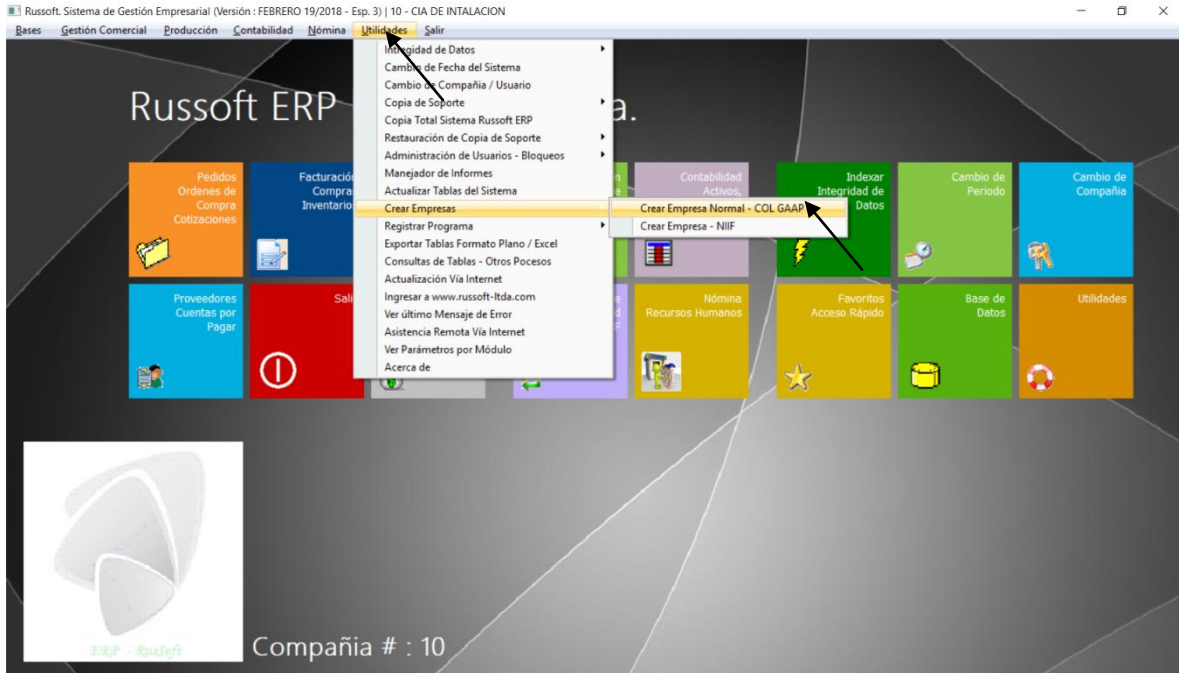 Russoft. Sistema de Gestión Empresarial (Versión : FEBRERO 19/2018 - Esp. 3) | 10 - CIA DE INTALACION
Bases Gestión Comercial Producción Contabilidad Nómina Utilidades Salir
Intregidad de Datos
Cambio de Fecha del Sistema
Cambio de Compañia / Usuario
Copia de Soporte
Copia Total Sistema Russoft ERP
Restauración de Copia de Soporte
Administración de Usuarios - Bloqueos
Manejador de Informes
Actualizar Tablas del Sistema
Crear Empresas
Registrar Programa
Exportar Tablas Formato Plano / Excel
Consultas de Tablas - Otros Pocesos
Actualización Vía Internet
Ingresar a www.russoft-ltda.com
Ver último Mensaje de Error
Asistencia Remota Vía Internet
Ver Parámetros por Módulo
Acerca de
Crear Empresa Normal - COL GAAP
Crear Empresa - NIIF
Russoft ERP
a.
Pedidos
Ordenes de
Compra
Cotizaciones
Facturación
Compra
Inventario
Contabilidad
Activos,
Indexar
Integridad de
Datos
Cambio de
Periodo
Cambio de
Compañia
Proveedores
Cuentas por
Pagar
Sali
Nómina
Recursos Humanos
Favoritos
Acceso Rápido
Base de
Datos
Utilidades
ERP - RusSoft
Compañia # : 10